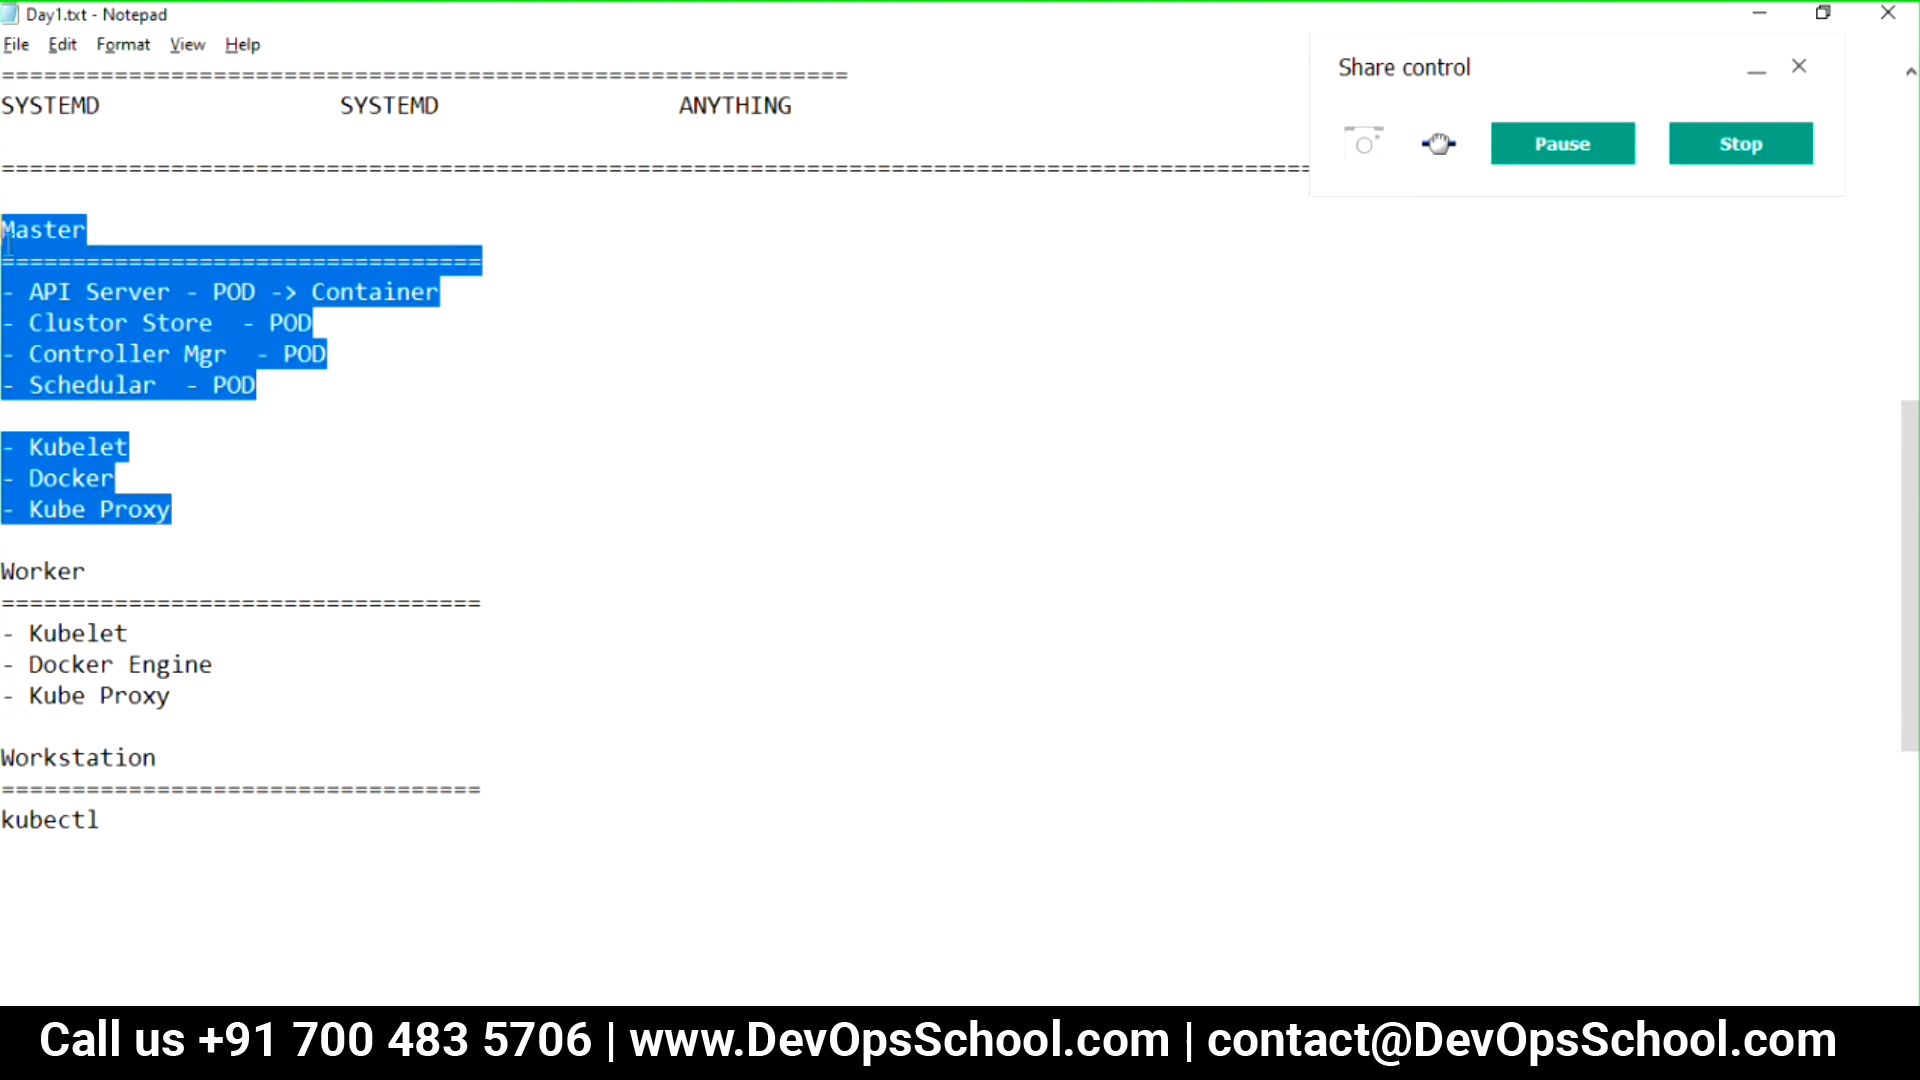 Day1.txt - Notepad
File Edit Format View Help
Share control
Pause Stop
============================================================
SYSTEMD SYSTEMD ANYTHING
=============================================================================================
Master
==================================
- API Server - POD -> Container
- Clustor Store - POD
- Controller Mgr - POD
- Schedular - POD
- Kubelet
- Docker
- Kube Proxy
Worker
==================================
- Kubelet
- Docker Engine
- Kube Proxy
Workstation
==================================
kubectl
Call us +91 700 483 5706 | www.DevOpsSchool.com | contact@DevOpsSchool.com